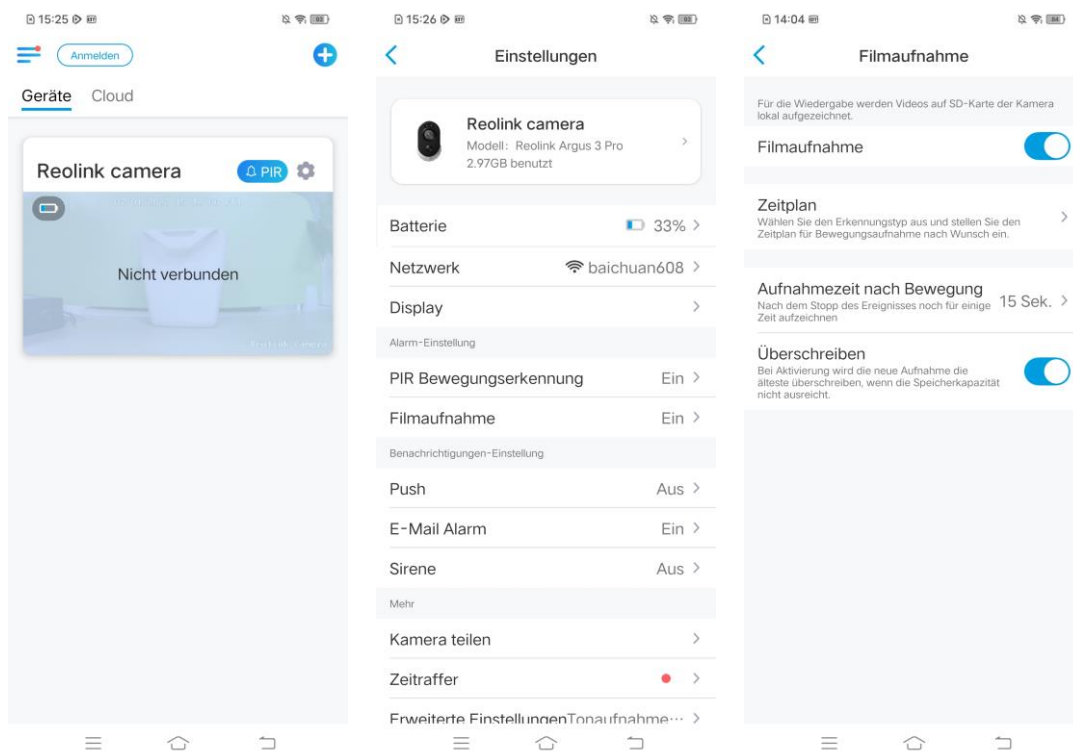 15:25
83
Anmelden
Geräte
Cloud
Reolink camera
PIR
Nicht verbunden
Reolink camera
15:26
83
Einstellungen
Reolink camera
Modell: Reolink Argus 3 Pro
2.97GB benutzt
Batterie
33%
Netzwerk
baichuan608
Display
Alarm-Einstellung
PIR Bewegungserkennung
Ein
Filmaufnahme
Ein
Benachrichtigungen-Einstellung
Push
Aus
E-Mail Alarm
Ein
Sirene
Aus
Mehr
Kamera teilen
Zeitraffer
Erweiterte Einstellungen
Tonaufnahme···
14:04
84
Filmaufnahme
Für die Wiedergabe werden Videos auf SD-Karte der Kamera
lokal aufgezeichnet.
Filmaufnahme
Zeitplan
Wählen Sie den Erkennungstyp aus und stellen Sie den
Zeitplan für Bewegungsaufnahme nach Wunsch ein.
Aufnahmezeit nach Bewegung
Nach dem Stopp des Ereignisses noch für einige
Zeit aufzeichnen
15 Sek.
Überschreiben
Bei Aktivierung wird die neue Aufnahme die
älteste überschreiben, wenn die Speicherkapazität
nicht ausreicht.